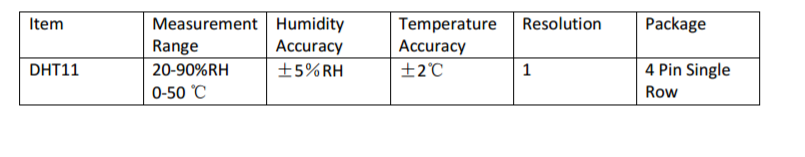 Item Measurement Range Humidity Accuracy Temperature Accuracy Resolution Package
DHT11 20-90%RH 0-50 ℃ ±5%RH ±2℃ 1 4 Pin Single Row